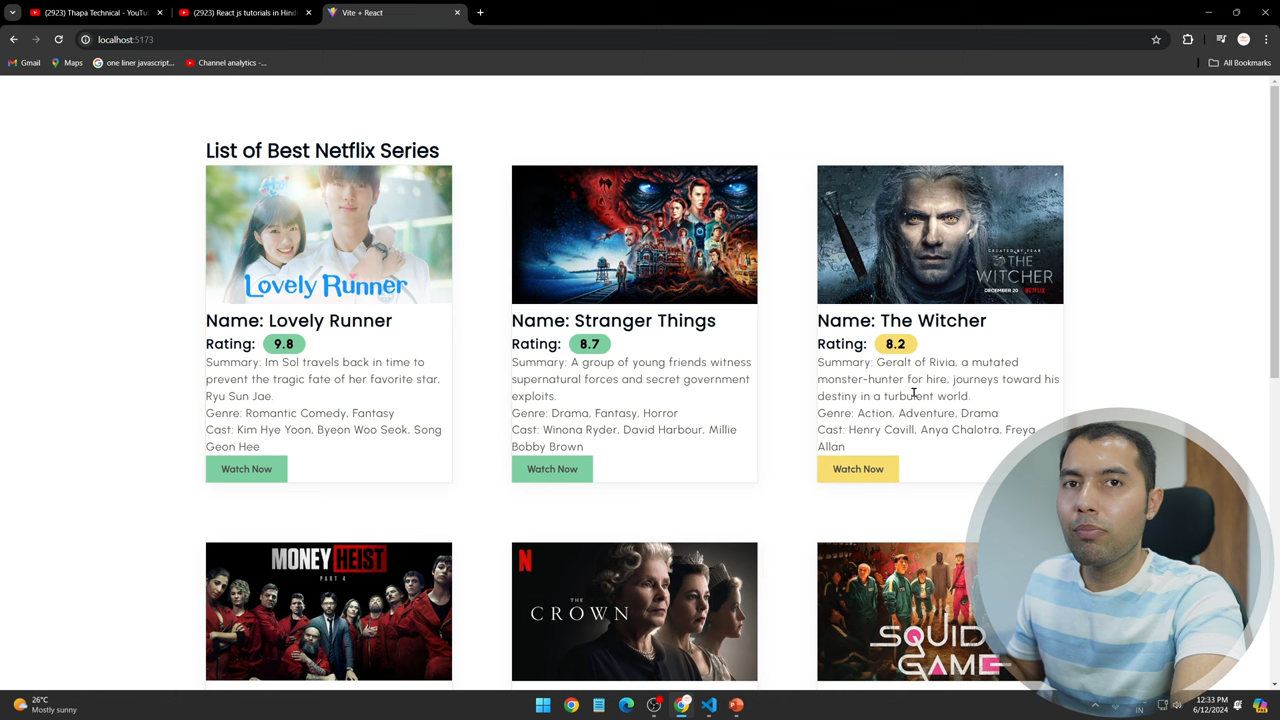 (2923) Thapa Technical - YouTu
(2923) React js tutorials in Hind
Vite + React
localhost:5173
Gmail
Maps
one liner javascript...
Channel analytics -...
All Bookmarks
List of Best Netflix Series
Lovely Runner
CREATED BY YEAR
THE
WITCHER
DECEMBER 20 NETFLIX
Name: Lovely Runner
Rating: 9.8
Summary: Im Sol travels back in time to
prevent the tragic fate of her favorite star,
Ryu Sun Jae.
Genre: Romantic Comedy, Fantasy
Cast: Kim Hye Yoon, Byeon Woo Seok, Song
Geon Hee
Watch Now
Name: Stranger Things
Rating: 8.7
Summary: A group of young friends witness
supernatural forces and secret government
exploits.
Genre: Drama, Fantasy, Horror
Cast: Winona Ryder, David Harbour, Millie
Bobby Brown
Watch Now
Name: The Witcher
Rating: 8.2
Summary: Geralt of Rivia, a mutated
monster-hunter for hire, journeys toward his
destiny in a turbulent world.
Genre: Action, Adventure, Drama
Cast: Henry Cavill, Anya Chalotra, Freya
Allan
Watch Now
MONEY HEIST
PART 4
N
THE
CROWN
SQUID
GAME
26°C
Mostly sunny
IN
12:33 PM
6/12/2024